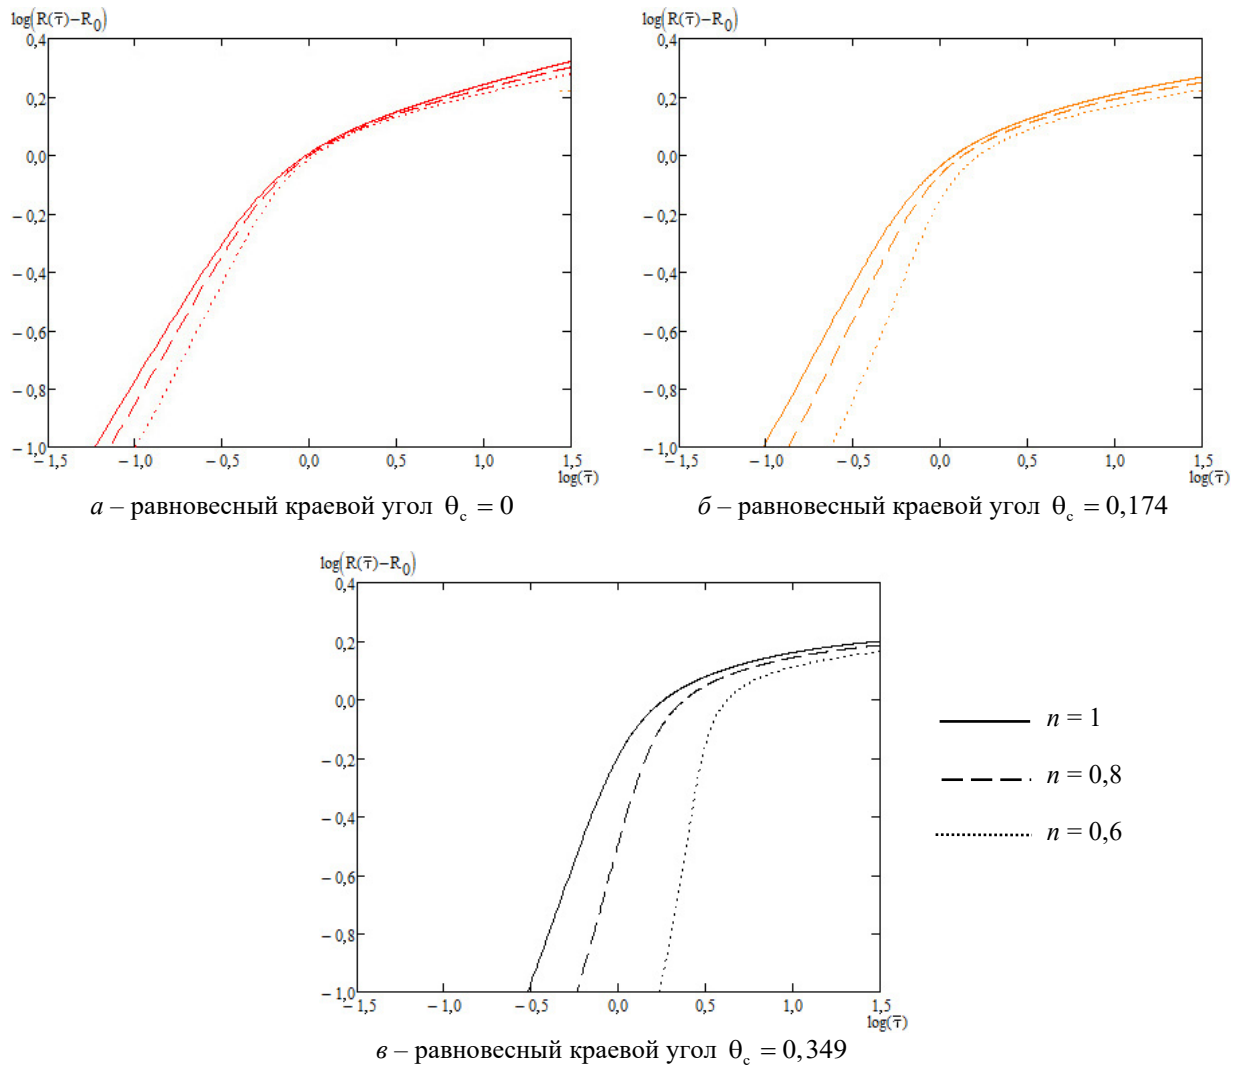 log(R(τ̅)−R₀)
0,4
0,2
0,0
− 0,2
− 0,4
− 0,6
− 0,8
− 1,0
− 1,5 − 1,0 − 0,5 0,0 0,5 1,0 1,5
log(τ̅)
а – равновесный краевой угол θc = 0
log(R(τ̅)−R₀)
0,4
0,2
0,0
− 0,2
− 0,4
− 0,6
− 0,8
− 1,0
− 1,5 − 1,0 − 0,5 0,0 0,5 1,0 1,5
log(τ̅)
б – равновесный краевой угол θc = 0,174
log(R(τ̅)−R₀)
0,4
0,2
0,0
− 0,2
− 0,4
− 0,6
− 0,8
− 1,0
− 1,5 − 1,0 − 0,5 0,0 0,5 1,0 1,5
log(τ̅)
n = 1
n = 0,8
n = 0,6
в – равновесный краевой угол θc = 0,349